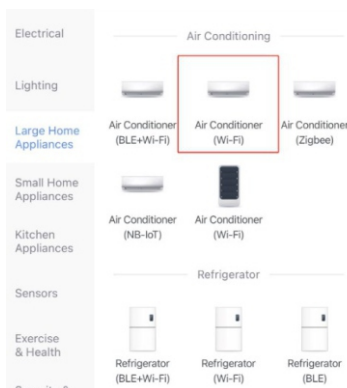 Electrical
Lighting
Large Home
Appliances
Small Home
Appliances
Kitchen
Appliances
Sensors
Exercise
& Health
Air Conditioning
Air Conditioner
(BLE+Wi-Fi)
Air Conditioner
(Wi-Fi)
Air Conditioner
(Zigbee)
Air Conditioner
(NB-IoT)
Air Conditioner
(Wi-Fi)
Refrigerator
Refrigerator
(BLE+Wi-Fi)
Refrigerator
(Wi-Fi)
Refrigerator
(BLE)